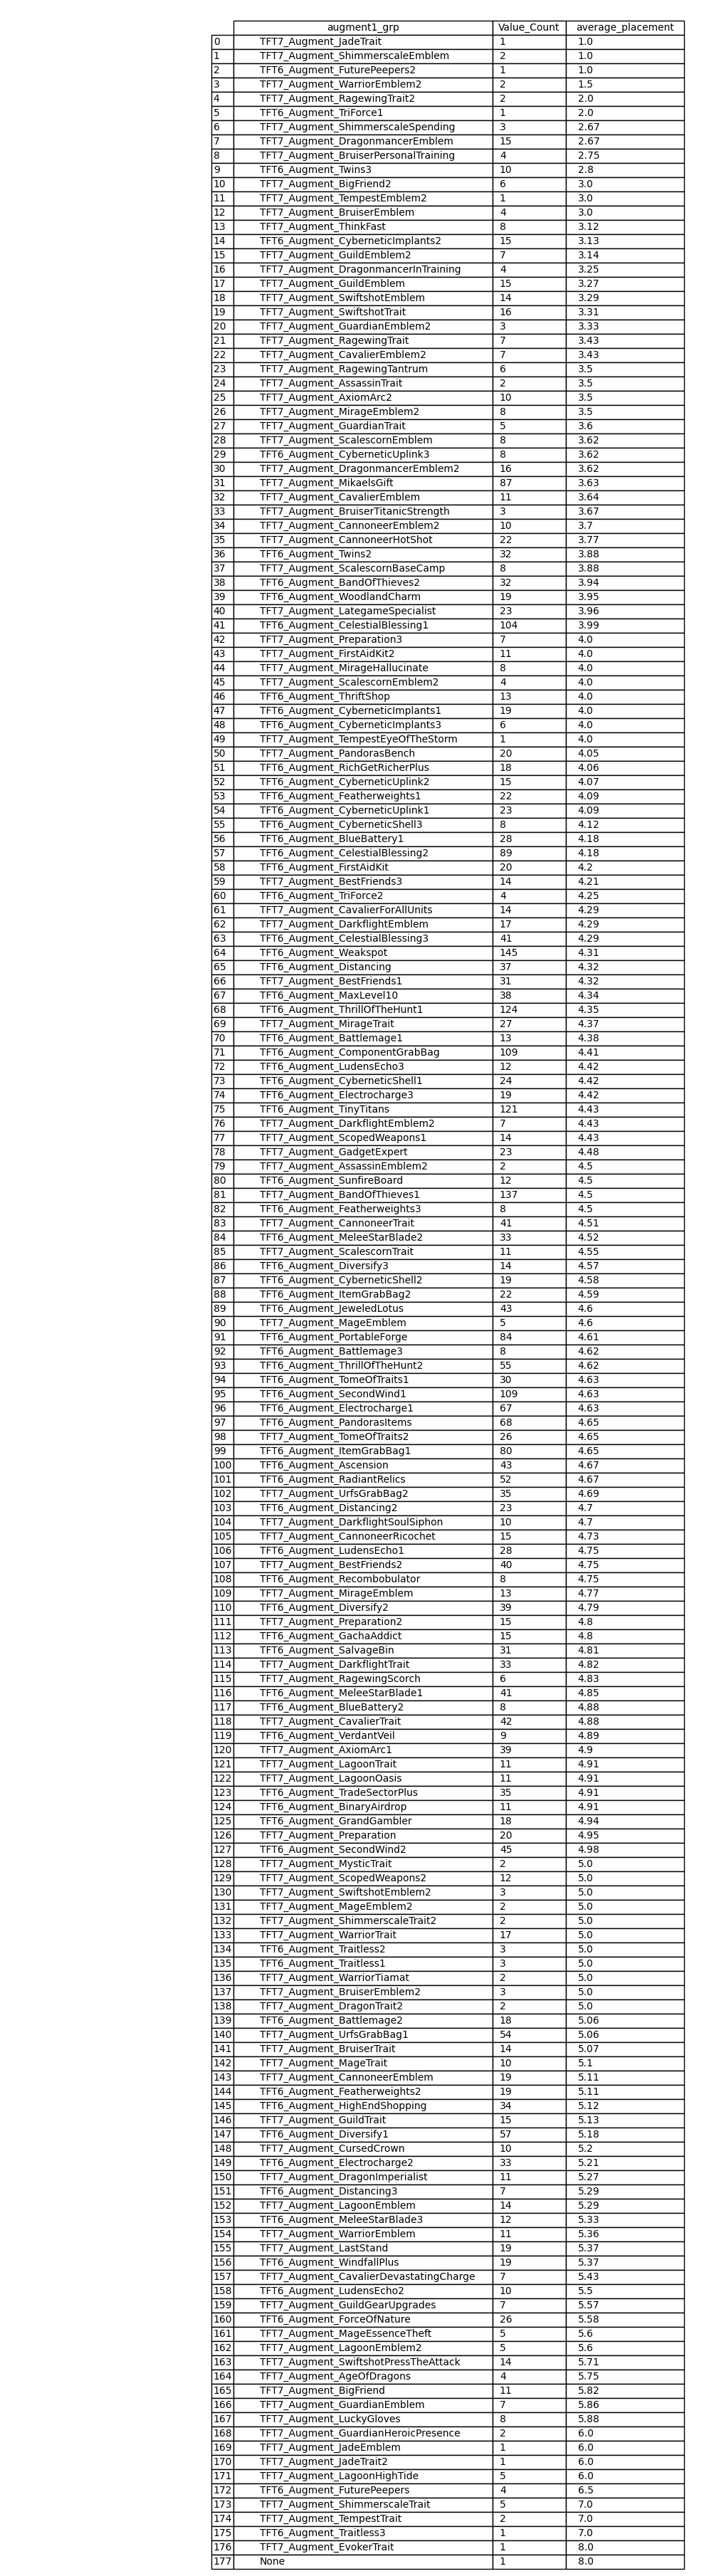 augment1_grp Value_Count average_placement
0 TFT7_Augment_JadeTrait 1 1.0
1 TFT7_Augment_ShimmerscaleEmblem 2 1.0
2 TFT6_Augment_FuturePeepers2 1 1.0
3 TFT7_Augment_WarriorEmblem2 2 1.5
4 TFT7_Augment_RagewingTrait2 2 2.0
5 TFT6_Augment_TriForce1 1 2.0
6 TFT7_Augment_ShimmerscaleSpending 3 2.67
7 TFT7_Augment_DragonmancerEmblem 15 2.67
8 TFT7_Augment_BruiserPersonalTraining 4 2.75
9 TFT6_Augment_Twins3 10 2.8
10 TFT7_Augment_BigFriend2 6 3.0
11 TFT7_Augment_TempestEmblem2 1 3.0
12 TFT7_Augment_BruiserEmblem 4 3.0
13 TFT7_Augment_ThinkFast 8 3.12
14 TFT6_Augment_CyberneticImplants2 15 3.13
15 TFT7_Augment_GuildEmblem2 7 3.14
16 TFT7_Augment_DragonmancerInTraining 4 3.25
17 TFT7_Augment_GuildEmblem 15 3.27
18 TFT7_Augment_SwiftshotEmblem 14 3.29
19 TFT7_Augment_SwiftshotTrait 16 3.31
20 TFT7_Augment_GuardianEmblem2 3 3.33
21 TFT7_Augment_RagewingTrait 7 3.43
22 TFT7_Augment_CavalierEmblem2 7 3.43
23 TFT7_Augment_RagewingTantrum 6 3.5
24 TFT7_Augment_AssassinTrait 2 3.5
25 TFT7_Augment_AxiomArc2 10 3.5
26 TFT7_Augment_MirageEmblem2 8 3.5
27 TFT7_Augment_GuardianTrait 5 3.6
28 TFT7_Augment_ScalescornEmblem 8 3.62
29 TFT6_Augment_CyberneticUplink3 8 3.62
30 TFT7_Augment_DragonmancerEmblem2 16 3.62
31 TFT7_Augment_MikaelsGift 87 3.63
32 TFT7_Augment_CavalierEmblem 11 3.64
33 TFT7_Augment_BruiserTitanicStrength 3 3.67
34 TFT7_Augment_CannoneerEmblem2 10 3.7
35 TFT7_Augment_CannoneerHotShot 22 3.77
36 TFT6_Augment_Twins2 32 3.88
37 TFT7_Augment_ScalescornBaseCamp 8 3.88
38 TFT6_Augment_BandOfThieves2 32 3.94
39 TFT6_Augment_WoodlandCharm 19 3.95
40 TFT7_Augment_LategameSpecialist 23 3.96
41 TFT6_Augment_CelestialBlessing1 104 3.99
42 TFT7_Augment_Preparation3 7 4.0
43 TFT7_Augment_FirstAidKit2 11 4.0
44 TFT7_Augment_MirageHallucinate 8 4.0
45 TFT7_Augment_ScalescornEmblem2 4 4.0
46 TFT6_Augment_ThriftShop 13 4.0
47 TFT6_Augment_CyberneticImplants1 19 4.0
48 TFT6_Augment_CyberneticImplants3 6 4.0
49 TFT7_Augment_TempestEyeOfTheStorm 1 4.0
50 TFT7_Augment_PandorasBench 20 4.05
51 TFT6_Augment_RichGetRicherPlus 18 4.06
52 TFT6_Augment_CyberneticUplink2 15 4.07
53 TFT6_Augment_Featherweights1 22 4.09
54 TFT6_Augment_CyberneticUplink1 23 4.09
55 TFT6_Augment_CyberneticShell3 8 4.12
56 TFT6_Augment_BlueBattery1 28 4.18
57 TFT6_Augment_CelestialBlessing2 89 4.18
58 TFT6_Augment_FirstAidKit 20 4.2
59 TFT7_Augment_BestFriends3 14 4.21
60 TFT6_Augment_TriForce2 4 4.25
61 TFT7_Augment_CavalierForAllUnits 14 4.29
62 TFT7_Augment_DarkflightEmblem 17 4.29
63 TFT6_Augment_CelestialBlessing3 41 4.29
64 TFT6_Augment_Weakspot 145 4.31
65 TFT6_Augment_Distancing 37 4.32
66 TFT7_Augment_BestFriends1 31 4.32
67 TFT6_Augment_MaxLevel10 38 4.34
68 TFT6_Augment_ThrillOfTheHunt1 124 4.35
69 TFT7_Augment_MirageTrait 27 4.37
70 TFT6_Augment_Battlemage1 13 4.38
71 TFT6_Augment_ComponentGrabBag 109 4.41
72 TFT6_Augment_LudensEcho3 12 4.42
73 TFT6_Augment_CyberneticShell1 24 4.42
74 TFT6_Augment_Electrocharge3 19 4.42
75 TFT6_Augment_TinyTitans 121 4.43
76 TFT7_Augment_DarkflightEmblem2 7 4.43
77 TFT7_Augment_ScopedWeapons1 14 4.43
78 TFT7_Augment_GadgetExpert 23 4.48
79 TFT7_Augment_AssassinEmblem2 2 4.5
80 TFT6_Augment_SunfireBoard 12 4.5
81 TFT7_Augment_BandOfThieves1 137 4.5
82 TFT6_Augment_Featherweights3 8 4.5
83 TFT7_Augment_CannoneerTrait 41 4.51
84 TFT6_Augment_MeleeStarBlade2 33 4.52
85 TFT7_Augment_ScalescornTrait 11 4.55
86 TFT6_Augment_Diversify3 14 4.57
87 TFT6_Augment_CyberneticShell2 19 4.58
88 TFT6_Augment_ItemGrabBag2 22 4.59
89 TFT6_Augment_JeweledLotus 43 4.6
90 TFT7_Augment_MageEmblem 5 4.6
91 TFT6_Augment_PortableForge 84 4.61
92 TFT6_Augment_Battlemage3 8 4.62
93 TFT6_Augment_ThrillOfTheHunt2 55 4.62
94 TFT6_Augment_TomeOfTraits1 30 4.63
95 TFT6_Augment_SecondWind1 109 4.63
96 TFT6_Augment_Electrocharge1 67 4.63
97 TFT6_Augment_PandorasItems 68 4.65
98 TFT7_Augment_TomeOfTraits2 26 4.65
99 TFT6_Augment_ItemGrabBag1 80 4.65
100 TFT6_Augment_Ascension 43 4.67
101 TFT6_Augment_RadiantRelics 52 4.67
102 TFT7_Augment_UrfsGrabBag2 35 4.69
103 TFT6_Augment_Distancing2 23 4.7
104 TFT7_Augment_DarkflightSoulSiphon 10 4.7
105 TFT7_Augment_CannoneerRicochet 15 4.73
106 TFT6_Augment_LudensEcho1 28 4.75
107 TFT7_Augment_BestFriends2 40 4.75
108 TFT6_Augment_Recombobulator 8 4.75
109 TFT7_Augment_MirageEmblem 13 4.77
110 TFT6_Augment_Diversify2 39 4.79
111 TFT7_Augment_Preparation2 15 4.8
112 TFT6_Augment_GachaAddict 15 4.8
113 TFT6_Augment_SalvageBin 31 4.81
114 TFT7_Augment_DarkflightTrait 33 4.82
115 TFT7_Augment_RagewingScorch 6 4.83
116 TFT6_Augment_MeleeStarBlade1 41 4.85
117 TFT6_Augment_BlueBattery2 8 4.88
118 TFT7_Augment_CavalierTrait 42 4.88
119 TFT6_Augment_VerdantVeil 9 4.89
120 TFT7_Augment_AxiomArc1 39 4.9
121 TFT7_Augment_LagoonTrait 11 4.91
122 TFT7_Augment_LagoonOasis 11 4.91
123 TFT6_Augment_TradeSectorPlus 35 4.91
124 TFT6_Augment_BinaryAirdrop 11 4.91
125 TFT6_Augment_GrandGambler 18 4.94
126 TFT7_Augment_Preparation 20 4.95
127 TFT6_Augment_SecondWind2 45 4.98
128 TFT7_Augment_MysticTrait 2 5.0
129 TFT7_Augment_ScopedWeapons2 12 5.0
130 TFT7_Augment_SwiftshotEmblem2 3 5.0
131 TFT7_Augment_MageEmblem2 2 5.0
132 TFT7_Augment_ShimmerscaleTrait2 2 5.0
133 TFT7_Augment_WarriorTrait 17 5.0
134 TFT6_Augment_Traitless2 3 5.0
135 TFT6_Augment_Traitless1 3 5.0
136 TFT7_Augment_WarriorTiamat 2 5.0
137 TFT7_Augment_BruiserEmblem2 3 5.0
138 TFT7_Augment_DragonTrait2 2 5.0
139 TFT6_Augment_Battlemage2 18 5.06
140 TFT7_Augment_UrfsGrabBag1 54 5.06
141 TFT7_Augment_BruiserTrait 14 5.07
142 TFT7_Augment_MageTrait 10 5.1
143 TFT7_Augment_CannoneerEmblem 19 5.11
144 TFT6_Augment_Featherweights2 19 5.11
145 TFT6_Augment_HighEndShopping 34 5.12
146 TFT7_Augment_GuildTrait 15 5.13
147 TFT6_Augment_Diversify1 57 5.18
148 TFT7_Augment_CursedCrown 10 5.2
149 TFT6_Augment_Electrocharge2 33 5.21
150 TFT7_Augment_DragonImperialist 11 5.27
151 TFT6_Augment_Distancing3 7 5.29
152 TFT7_Augment_LagoonEmblem 14 5.29
153 TFT6_Augment_MeleeStarBlade3 12 5.33
154 TFT7_Augment_WarriorEmblem 11 5.36
155 TFT7_Augment_LastStand 19 5.37
156 TFT6_Augment_WindfallPlus 19 5.37
157 TFT7_Augment_CavalierDevastatingCharge 7 5.43
158 TFT6_Augment_LudensEcho2 10 5.5
159 TFT7_Augment_GuildGearUpgrades 7 5.57
160 TFT6_Augment_ForceOfNature 26 5.58
161 TFT7_Augment_MageEssenceTheft 5 5.6
162 TFT7_Augment_LagoonEmblem2 5 5.6
163 TFT7_Augment_SwiftshotPressTheAttack 14 5.71
164 TFT7_Augment_AgeOfDragons 4 5.75
165 TFT7_Augment_BigFriend 11 5.82
166 TFT7_Augment_GuardianEmblem 7 5.86
167 TFT7_Augment_LuckyGloves 8 5.88
168 TFT7_Augment_GuardianHeroicPresence 2 6.0
169 TFT7_Augment_JadeEmblem 1 6.0
170 TFT7_Augment_JadeTrait2 1 6.0
171 TFT7_Augment_LagoonHighTide 5 6.0
172 TFT6_Augment_FuturePeepers 4 6.5
173 TFT7_Augment_ShimmerscaleTrait 5 7.0
174 TFT7_Augment_TempestTrait 2 7.0
175 TFT6_Augment_Traitless3 1 7.0
176 TFT7_Augment_EvokerTrait 1 8.0
177 None 1 8.0